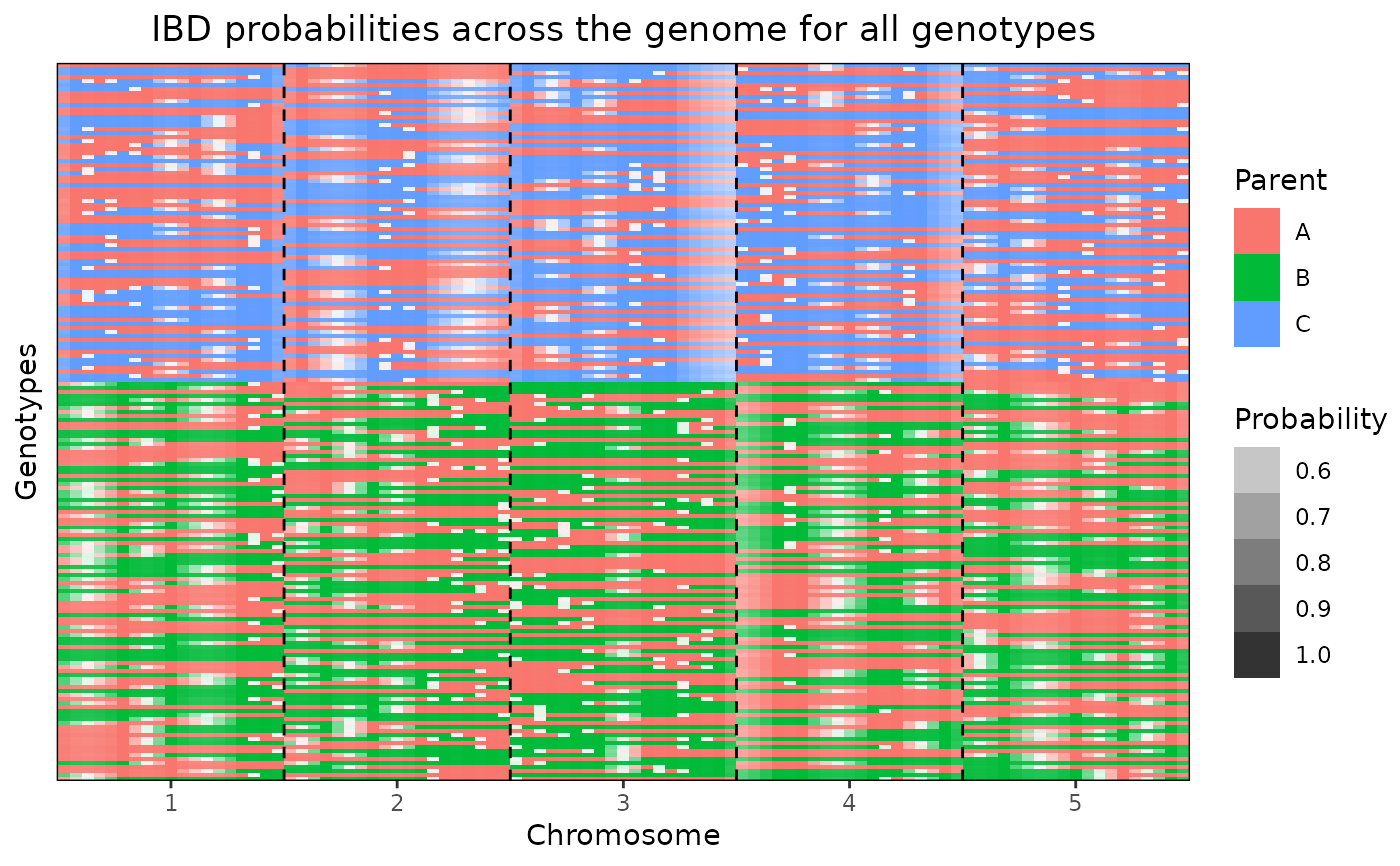 IBD probabilities across the genome for all genotypes
Genotypes
1 2 3 4 5
Chromosome
Parent
A
B
C
Probability
0.6
0.7
0.8
0.9
1.0